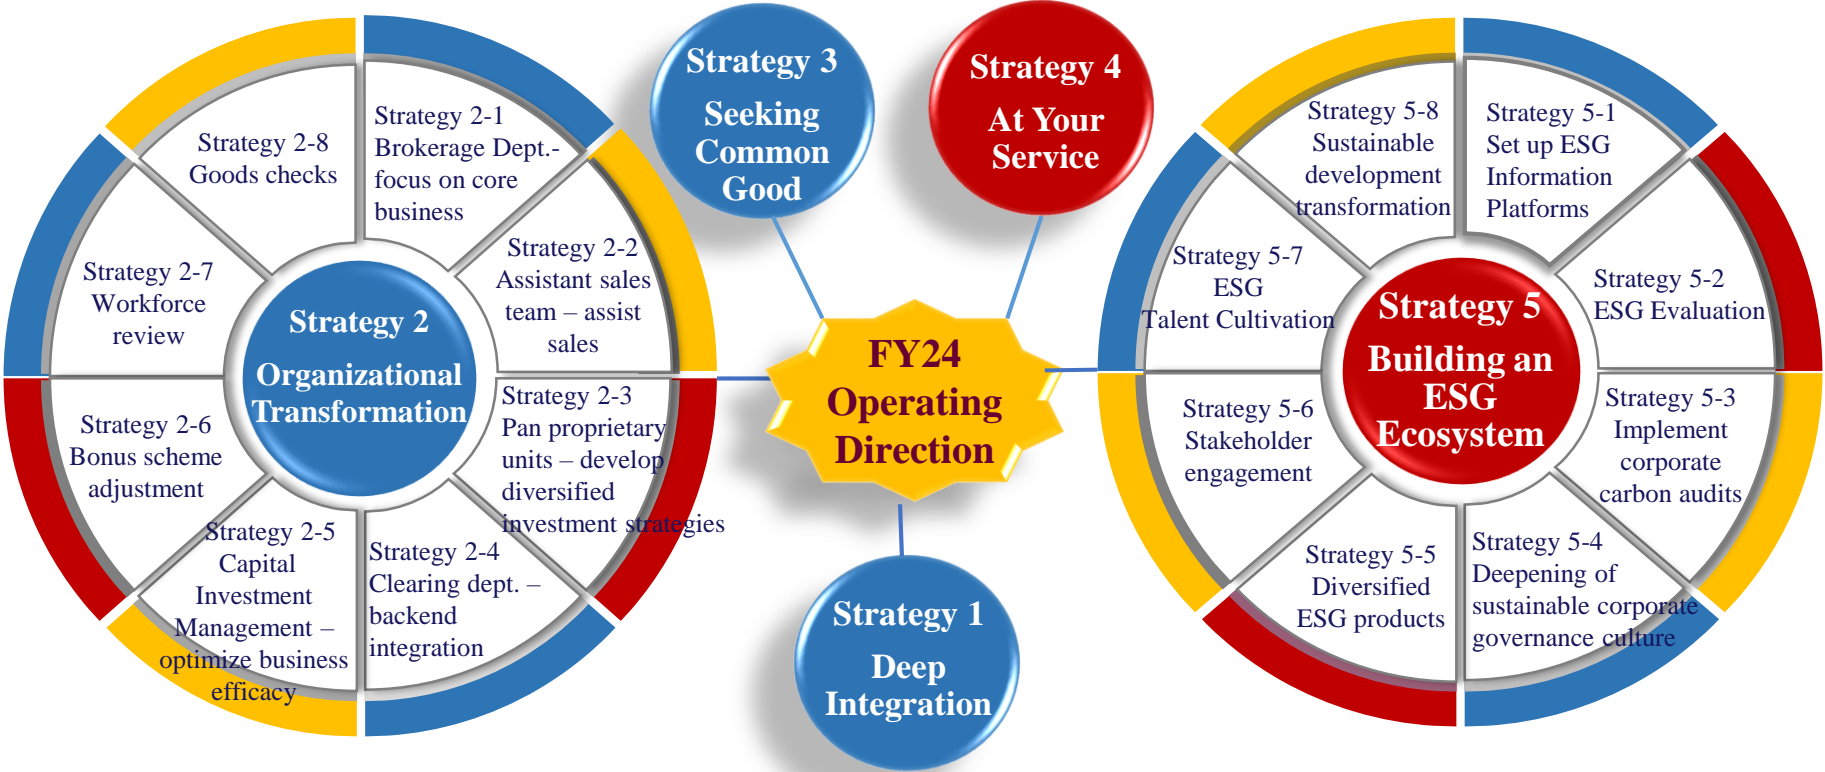 Strategy 2-1
Brokerage Dept.-
focus on core
business
Strategy 2-2
Assistant sales
team – assist
sales
Strategy 2-3
Pan proprietary
units – develop
diversified
investment strategies
Strategy 2-4
Clearing dept. –
backend
integration
Strategy 2-5
Capital
Investment
Management –
optimize business
efficacy
Strategy 2-6
Bonus scheme
adjustment
Strategy 2-7
Workforce
review
Strategy 2-8
Goods checks
Strategy 2
Organizational
Transformation
Strategy 3
Seeking
Common
Good
Strategy 4
At Your
Service
FY24
Operating
Direction
Strategy 1
Deep
Integration
Strategy 5-1
Set up ESG
Information
Platforms
Strategy 5-2
ESG Evaluation
Strategy 5-3
Implement
corporate
carbon audits
Strategy 5-4
Deepening of
sustainable corporate
governance culture
Strategy 5-5
Diversified
ESG products
Strategy 5-6
Stakeholder
engagement
Strategy 5-7
ESG
Talent Cultivation
Strategy 5-8
Sustainable
development
transformation
Strategy 5
Building an
ESG
Ecosystem